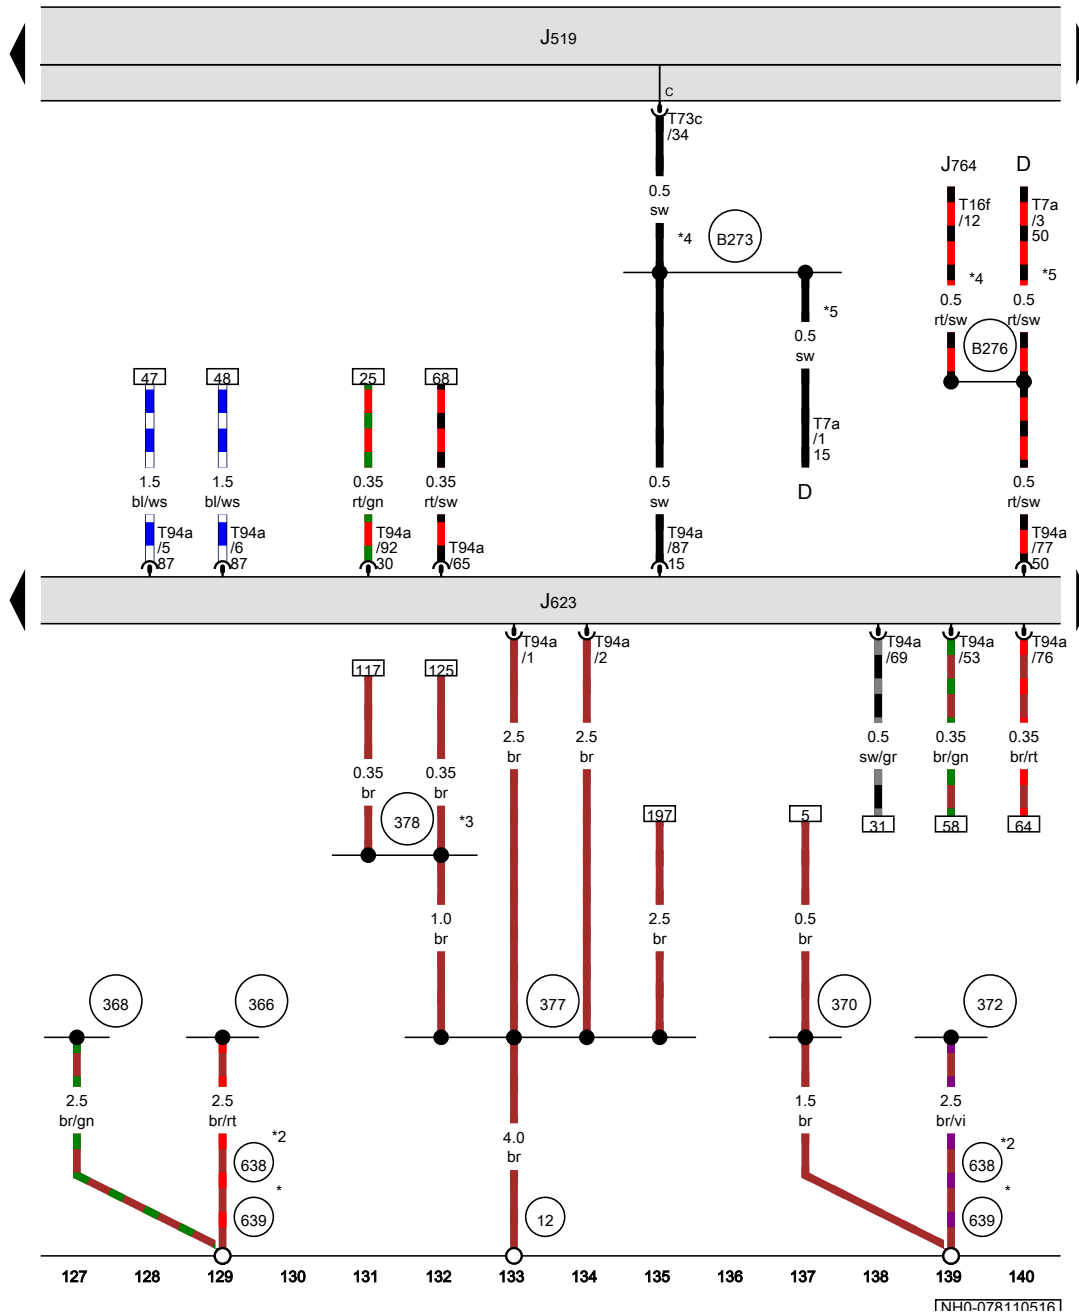 J519
c
T73c
/34
0.5
sw
*4
B273
*5
0.5
sw
T7a
/1
15
D
J764
D
T16f
/12
T7a
/3
50
*4
*5
0.5
rt/sw
0.5
rt/sw
B276
47
48
25
68
1.5
bl/ws
1.5
bl/ws
0.35
rt/gn
0.35
rt/sw
0.5
sw
0.5
rt/sw
T94a
/5
87
T94a
/6
87
T94a
/92
30
T94a
/65
T94a
/87
15
T94a
/77
50
J623
T94a
/1
T94a
/2
T94a
/69
T94a
/53
T94a
/76
117
125
2.5
br
2.5
br
0.5
sw/gr
0.35
br/gn
0.35
br/rt
0.35
br
0.35
br
378
*3
197
5
31
58
64
1.0
br
2.5
br
0.5
br
368
366
377
370
372
2.5
br/gn
2.5
br/rt
4.0
br
1.5
br
2.5
br/vi
*2
638
*
639
12
*2
638
*
639
127 128 129 130 131 132 133 134 135 136 137 138 139 140
NH0-078110516